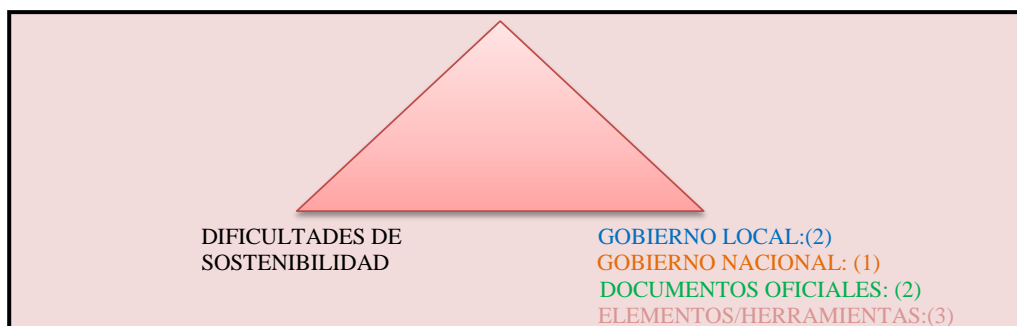 DIFICULTADES DE
SOSTENIBILIDAD
GOBIERNO LOCAL:(2)
GOBIERNO NACIONAL: (1)
DOCUMENTOS OFICIALES: (2)
ELEMENTOS/HERRAMIENTAS:(3)